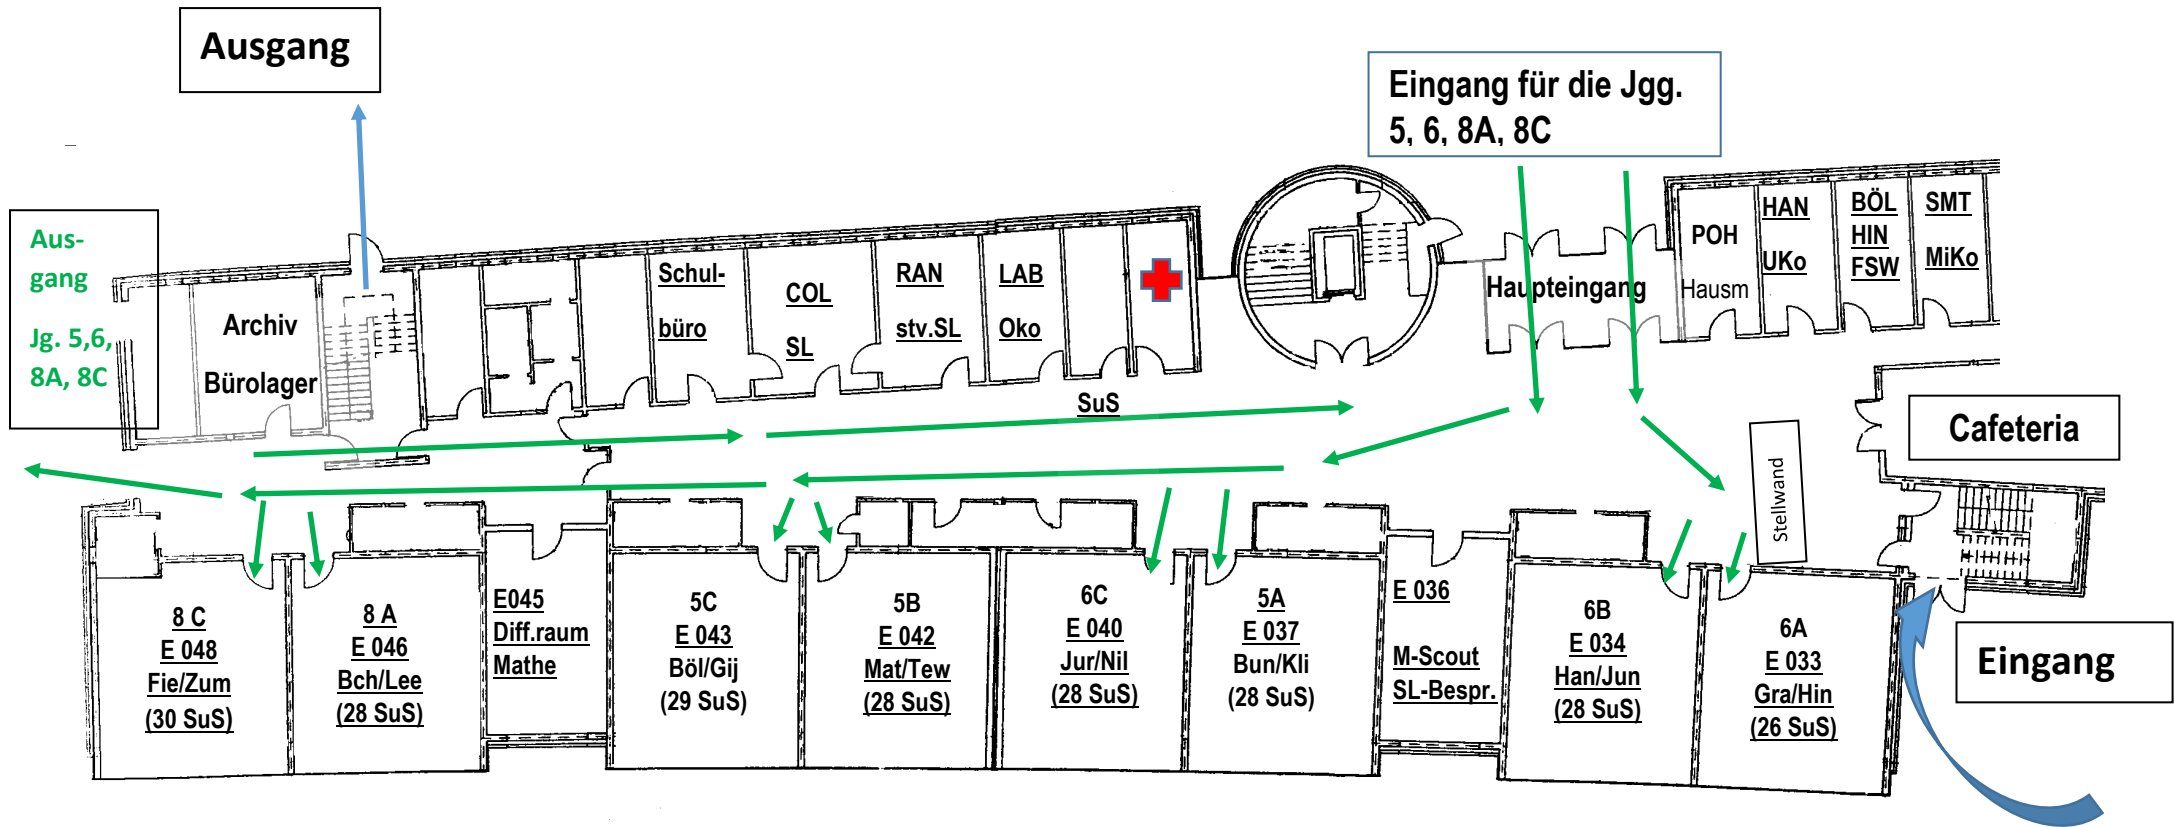 Ausgang
Eingang für die Jgg.
5, 6, 8A, 8C
Aus-
gang
Jg. 5,6,
8A, 8C
Archiv
Bürolager
Schul-
büro
COL
SL
RAN
stv.SL
LAB
Oko
Haupteingang
POH
Hausm
HAN
UKo
BÖL
HIN
FSW
SMT
MiKo
SuS
Cafeteria
Stellwand
8 C
E 048
Fie/Zum
(30 SuS)
8 A
E 046
Bch/Lee
(28 SuS)
E045
Diff.raum
Mathe
5C
E 043
Böl/Gij
(29 SuS)
5B
E 042
Mat/Tew
(28 SuS)
6C
E 040
Jur/Nil
(28 SuS)
5A
E 037
Bun/Kli
(28 SuS)
E 036
M-Scout
SL-Bespr.
6B
E 034
Han/Jun
(28 SuS)
6A
E 033
Gra/Hin
(26 SuS)
Eingang